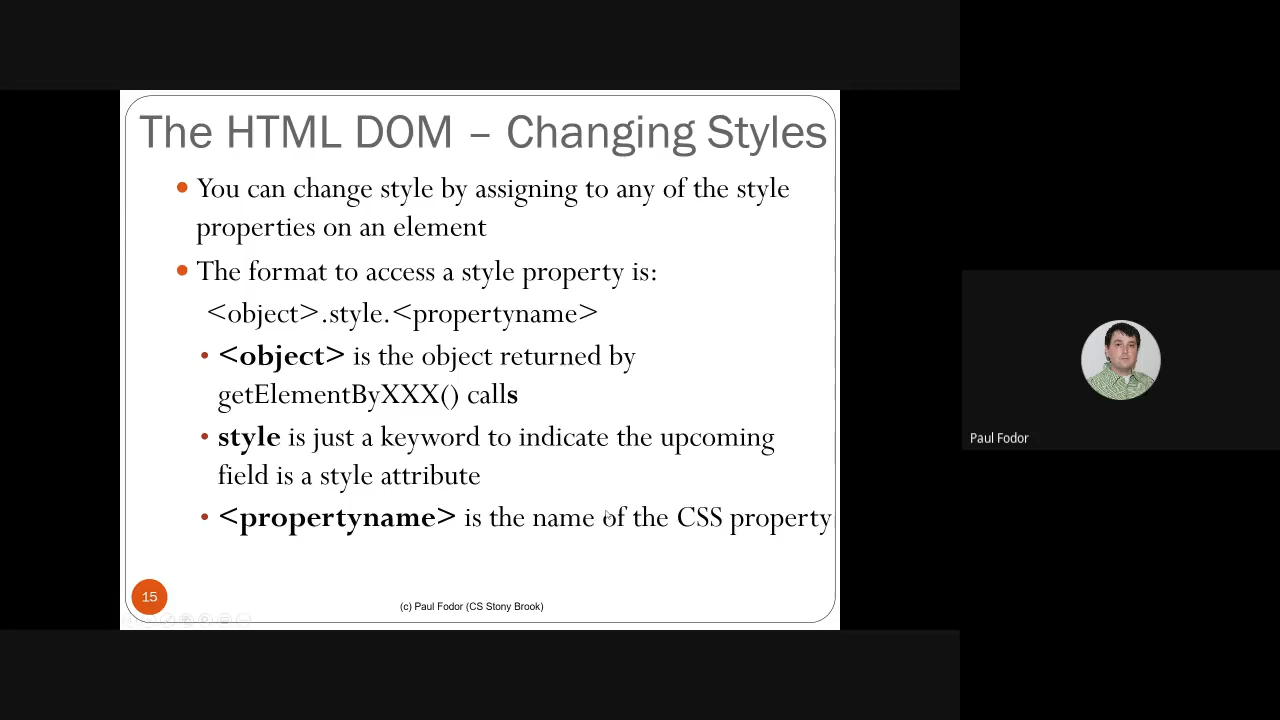 The HTML DOM – Changing Styles
• You can change style by assigning to any of the style
properties on an element
• The format to access a style property is:
<object>.style.<propertyname>
• <object> is the object returned by
getElementByXXX() calls
• style is just a keyword to indicate the upcoming
field is a style attribute
• <propertyname> is the name of the CSS property
15
(c) Paul Fodor (CS Stony Brook)
Paul Fodor